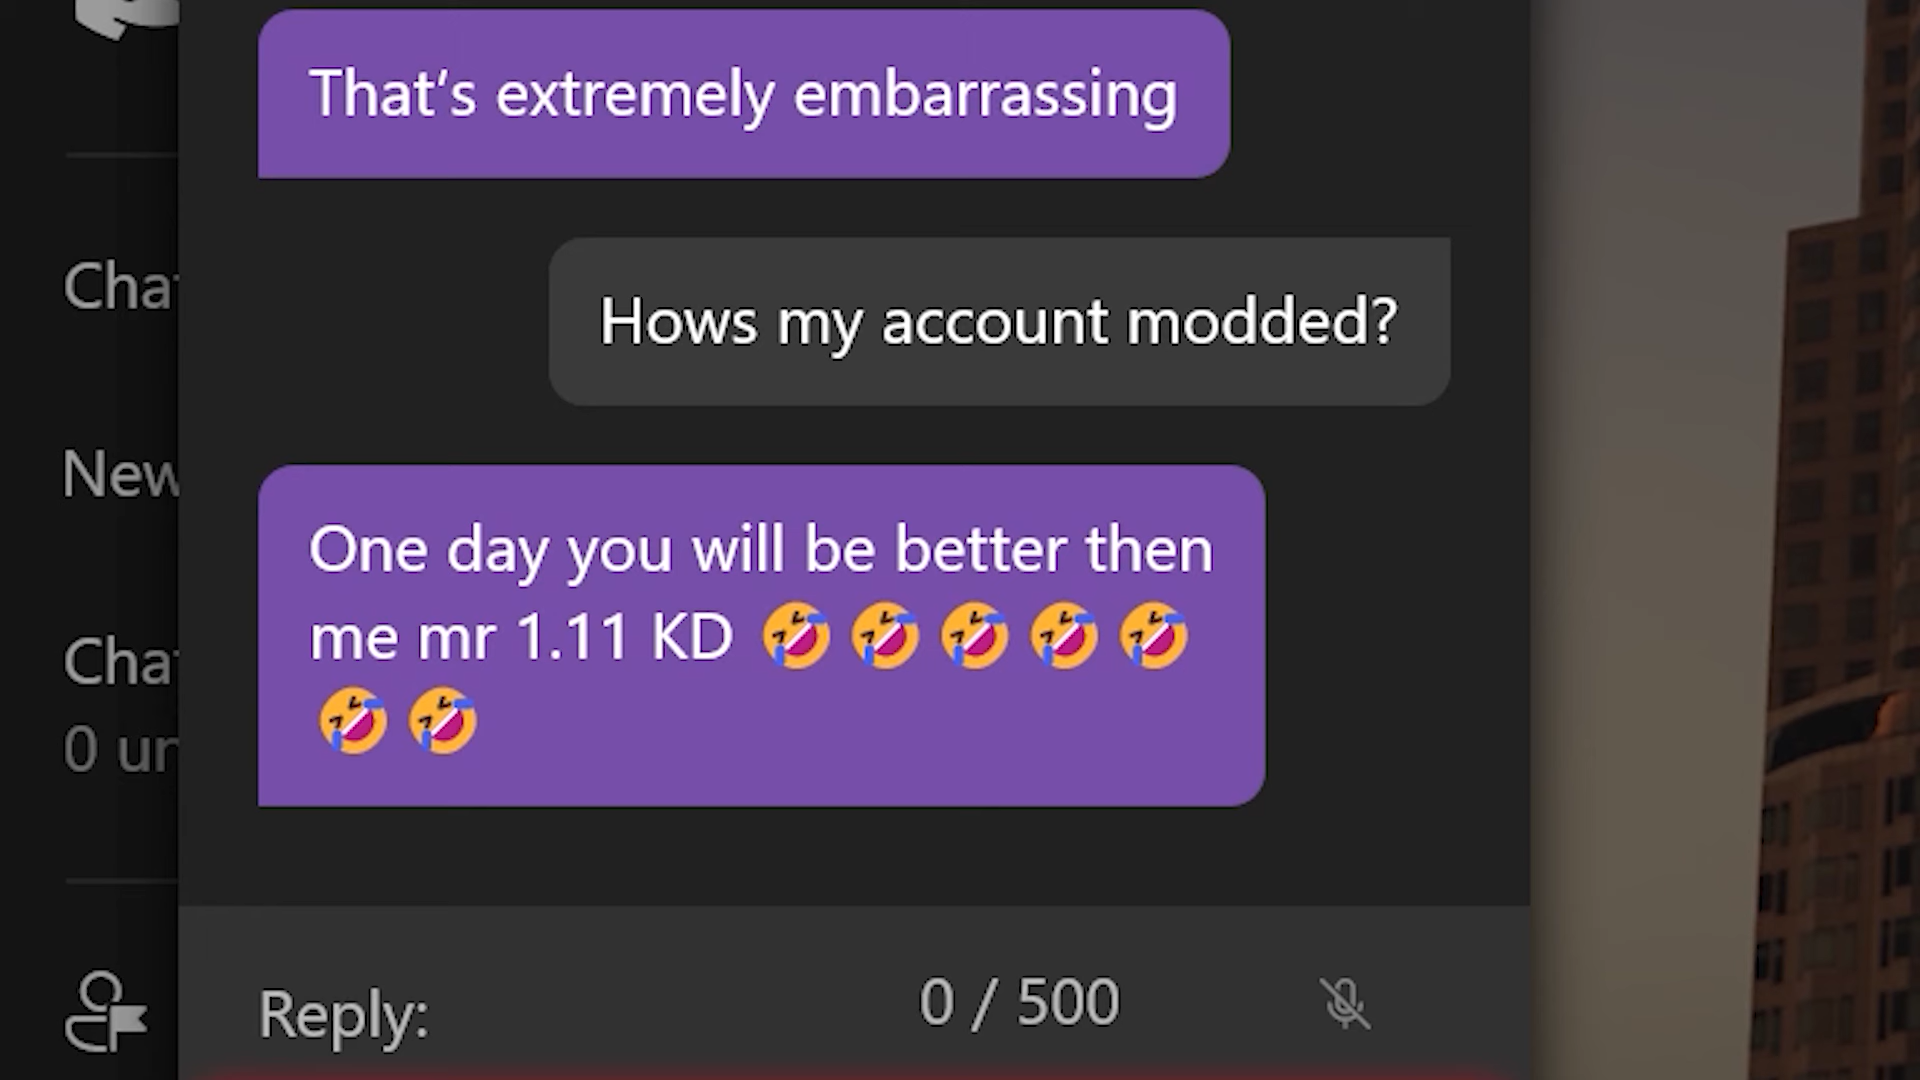 That's extremely embarrassing
Hows my account modded?
One day you will be better then
me mr 1.11 KD 🤣🤣🤣🤣🤣
🤣🤣
Reply:
0 / 500
Cha
New
Cha
0 un